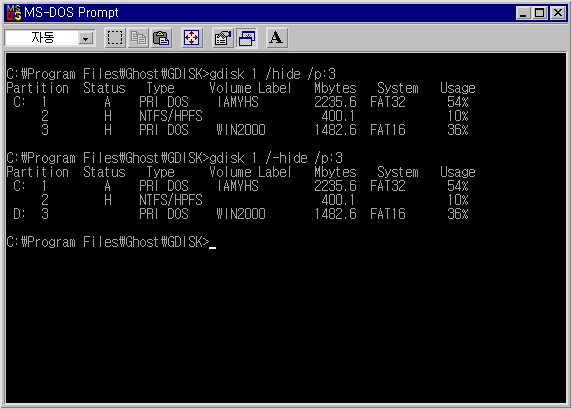 MS-DOS Prompt
자동
A
C:₩Program Files₩Ghost₩GDISK>gdisk 1 /hide /p:3
Partition Status Type Volume Label Mbytes System Usage
C: 1 A PRI DOS IAMYHS 2235.6 FAT32 54%
2 H NTFS/HPFS 400.1 10%
3 H PRI DOS WIN2000 1482.6 FAT16 36%
C:₩Program Files₩Ghost₩GDISK>gdisk 1 /-hide /p:3
Partition Status Type Volume Label Mbytes System Usage
C: 1 A PRI DOS IAMYHS 2235.6 FAT32 54%
2 H NTFS/HPFS 400.1 10%
D: 3 PRI DOS WIN2000 1482.6 FAT16 36%
C:₩Program Files₩Ghost₩GDISK>_